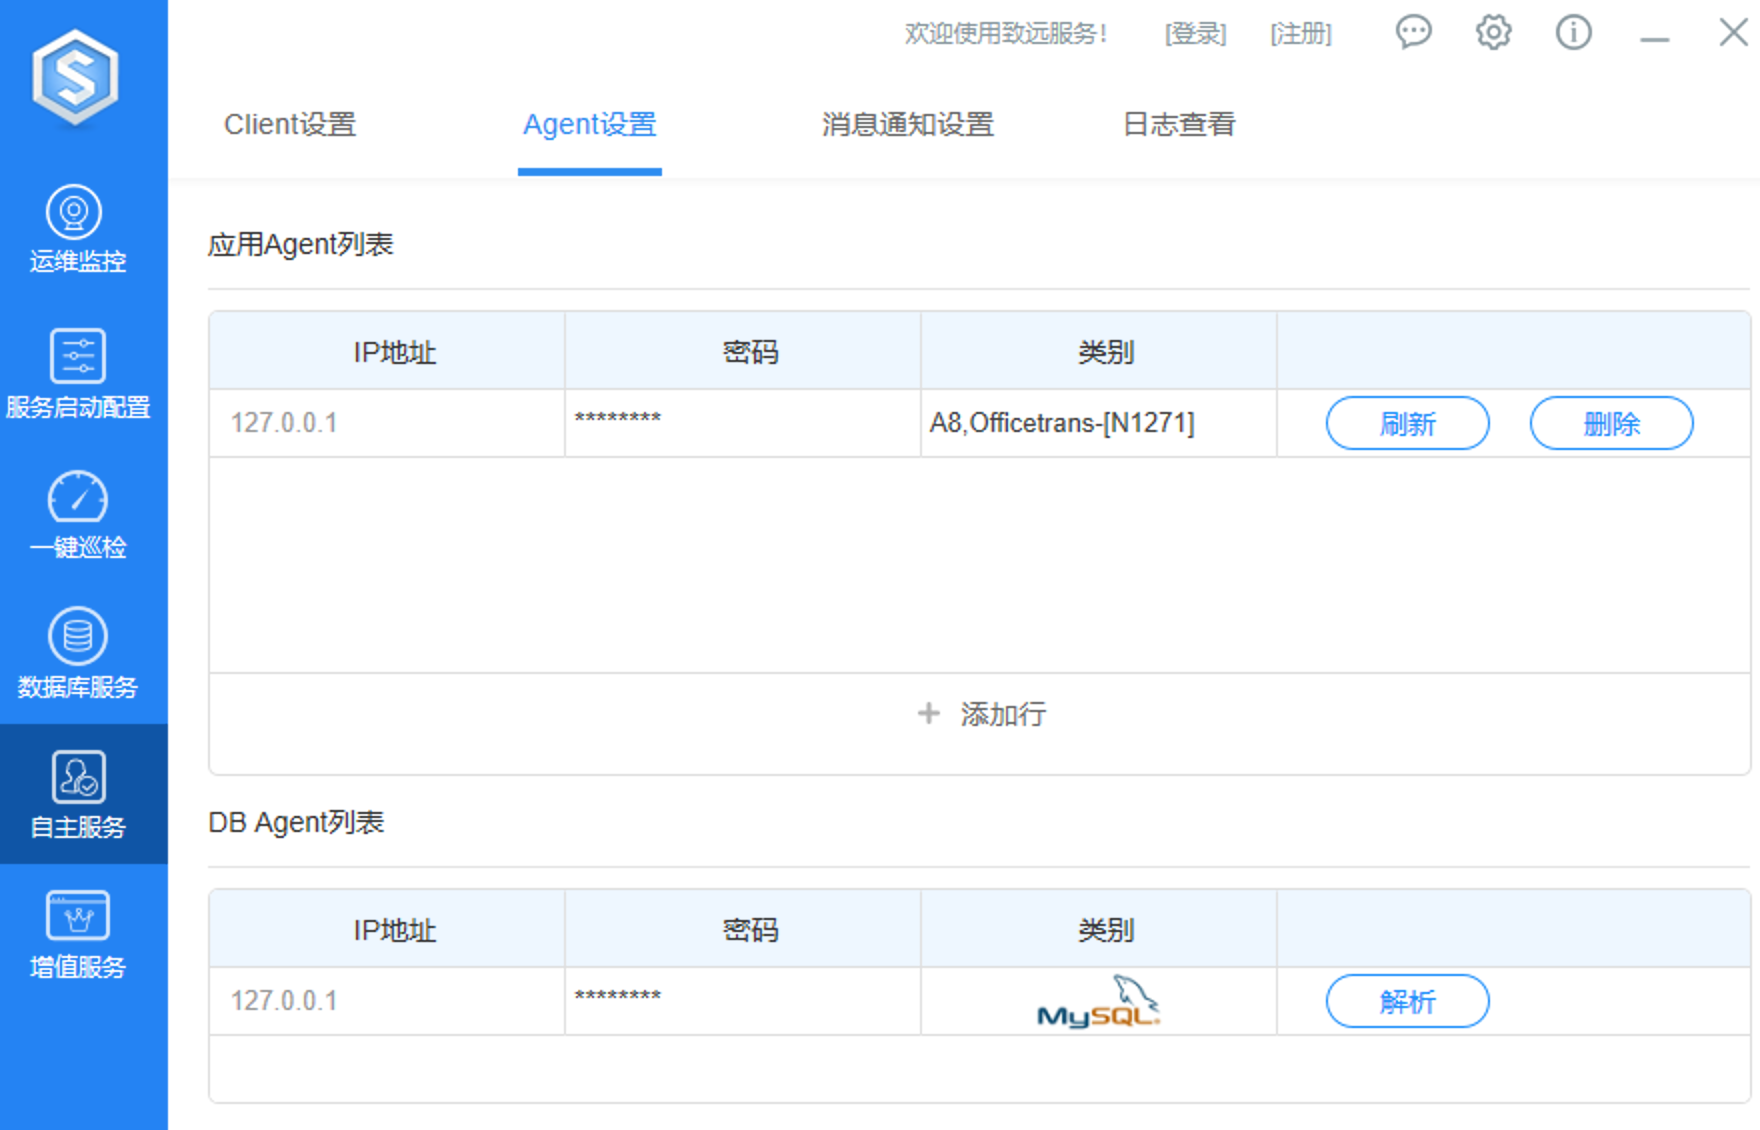 欢迎使用致远服务!
[登录]
[注册]
Client设置
Agent设置
消息通知设置
日志查看
运维监控
服务启动配置
一键巡检
数据库服务
自主服务
增值服务
应用Agent列表
IP地址 密码 类别
127.0.0.1 ******** A8,Officetrans-[N1271] 刷新 删除
+ 添加行
DB Agent列表
IP地址 密码 类别
127.0.0.1 ******** MySQL 解析